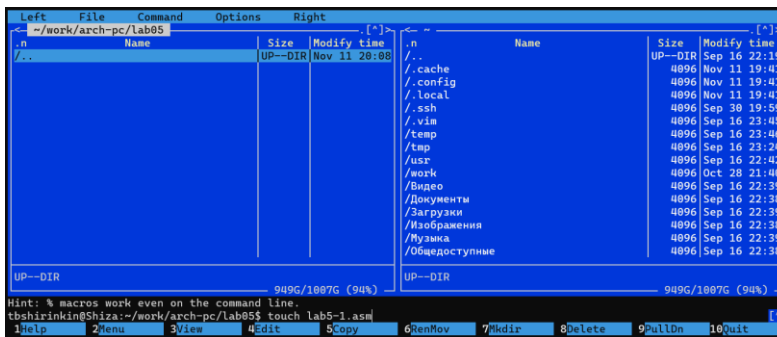 Left File Command Options Right
<- ~/work/arch-pc/lab05 .[^]> <- ~ .[^]>
.n Name Size Modify time .n Name Size Modify time
/.. UP--DIR Nov 11 20:08 /.. UP--DIR Sep 16 22:19
/.cache 4096 Nov 11 19:4
/.config 4096 Nov 11 19:4
/.local 4096 Nov 11 19:4
/.ssh 4096 Sep 30 19:5
/.vim 4096 Sep 16 23:4
/temp 4096 Sep 16 23:4
/tmp 4096 Sep 16 23:2
/usr 4096 Sep 16 22:4
/work 4096 Oct 28 21:4
/Видео 4096 Sep 16 22:3
/Документы 4096 Sep 16 22:3
/Загрузки 4096 Sep 16 22:3
/Изображения 4096 Sep 16 22:3
/Музыка 4096 Sep 16 22:3
/Общедоступные 4096 Sep 16 22:3
UP--DIR UP--DIR
949G/1007G (94%) 949G/1007G (94%)
Hint: % macros work even on the command line.
tbshirinkin@Shiza:~/work/arch-pc/lab05$ touch lab5-1.asm
1Help 2Menu 3View 4Edit 5Copy 6RenMov 7Mkdir 8Delete 9PullDn 10Quit